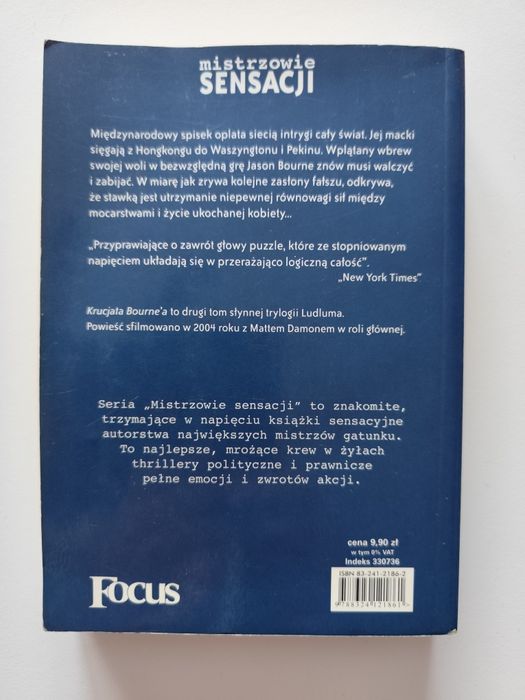 mistrzowie
SENSACJI
Międzynarodowy spisek oplata siecią intrygi cały świat. Jej macki
sięgają z Hongkongu do Waszyngtonu i Pekinu. Wplątany wbrew
swojej woli w bezwzględną grę Jason Bourne znów musi walczyć
i zabijać. W miarę jak zrywa kolejne zasłony fałszu, odkrywa,
że stawką jest utrzymanie niepewnej równowagi sił między
mocarstwami i życie ukochanej kobiety...
„Przyprawiające o zawrót głowy puzzle, które ze stopniowanym
napięciem układają się w przerażająco logiczną całość”.
„New York Times”
Krucjata Bourne'a to drugi tom słynnej trylogii Ludluma.
Powieść sfilmowano w 2004 roku z Mattem Damonem w roli głównej.
Seria „Mistrzowie sensacji” to znakomite,
trzymające w napięciu książki sensacyjne
autorstwa największych mistrzów gatunku.
To najlepsze, mrożące krew w żyłach
thrillery polityczne i prawnicze
pełne emocji i zwrotów akcji.
cena 9,90 zł
w tym 0% VAT
Indeks 330736
ISBN 83-241-2186-2
9788324121861
FOCUS